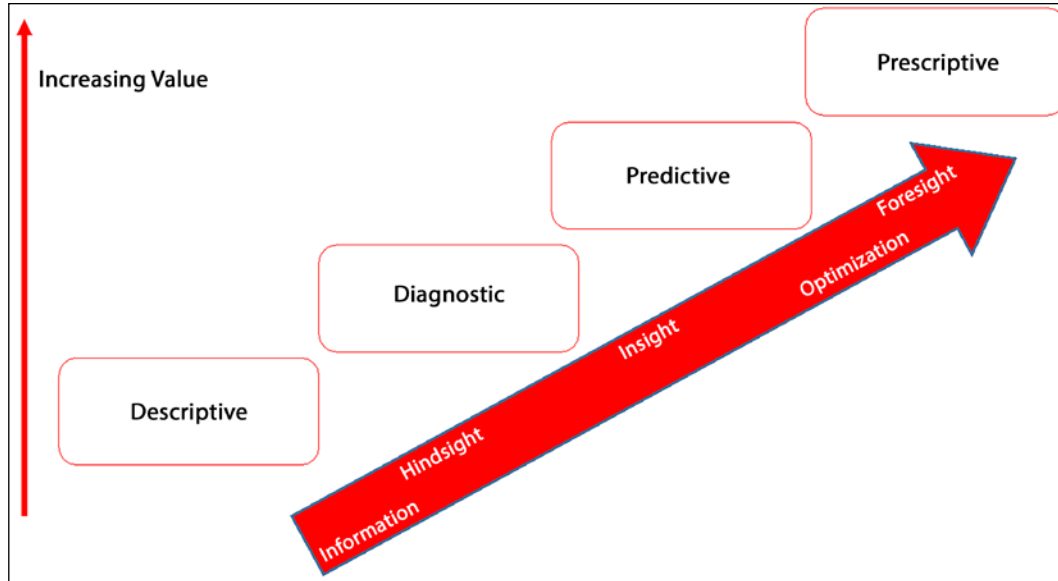 Prescriptive
Increasing Value
Predictive
Foresight
Optimization
Diagnostic
Insight
Descriptive
Hindsight
Information